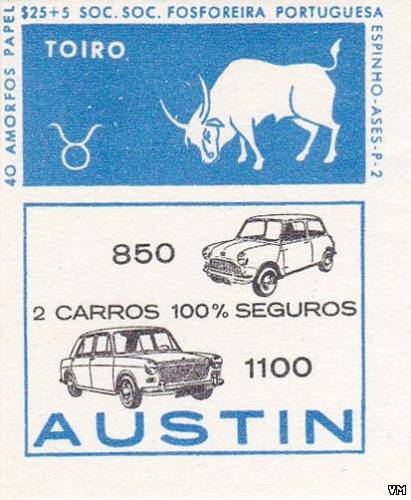 $25+5 SOC. SOC. FOSFOREIRA PORTUGUESA
40 AMORFOS PAPEL
ESPINHO-ASES-P-2
TOIRO
850
2 CARROS 100% SEGUROS
1100
AUSTIN
VM